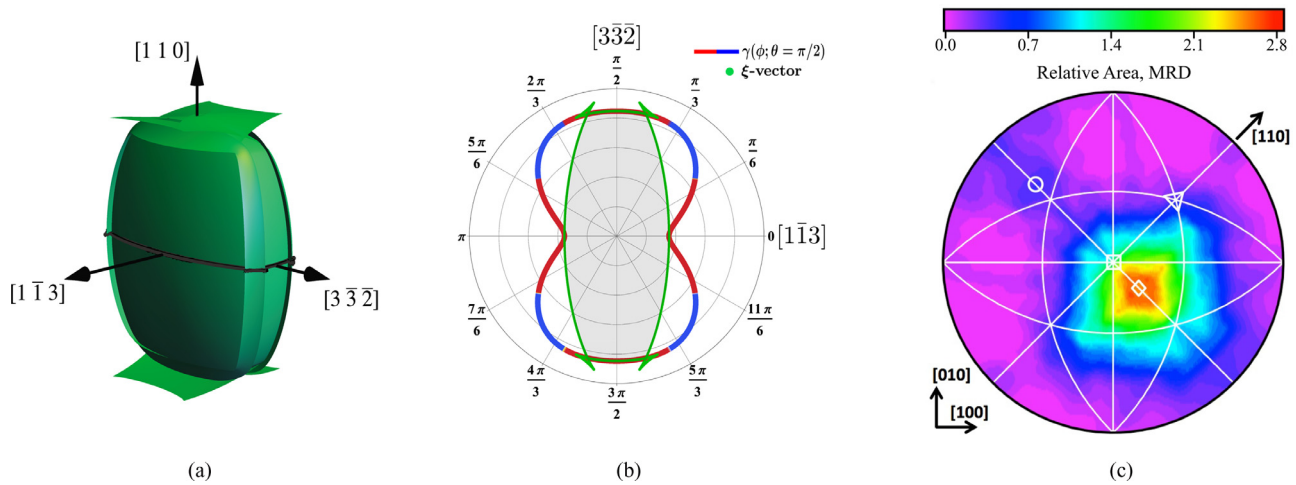 [1 1 0]
[1 1̅ 3]
[3 3̅ 2̅]
(a)
[33̅2̅]
γ(ϕ; θ = π/2)
ξ-vector
π/2
2π/3
π/3
5π/6
π/6
π
0
[11̅3]
7π/6
11π/6
4π/3
5π/3
3π/2
(b)
0.0 0.7 1.4 2.1 2.8
Relative Area, MRD
[110]
[010]
[100]
(c)